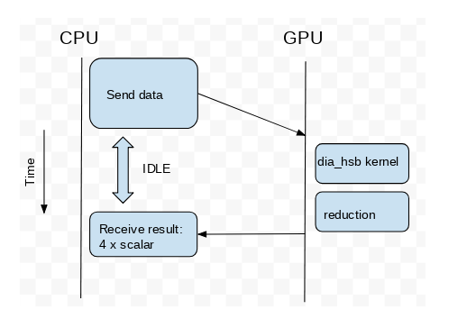 CPU
GPU
Send data
IDLE
Time
dia_hsb kernel
reduction
Receive result:
4 x scalar